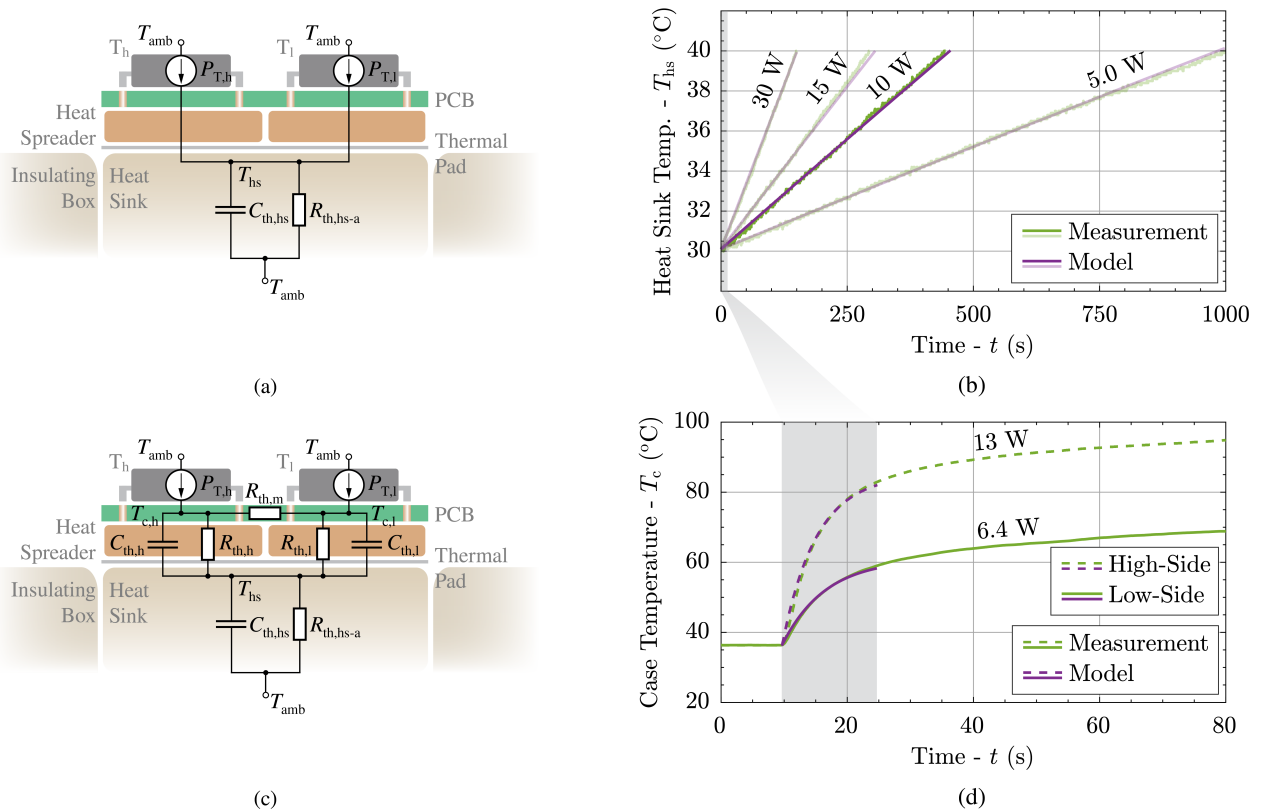 T_amb T_amb
T_h T_l
P_T,h P_T,l
PCB
Heat
Spreader
Thermal
Pad
Insulating
Box
Heat
Sink
T_hs
C_th,hs R_th,hs-a
T_amb
(a)
Heat Sink Temp. - T_hs (°C)
40
38
36
34
32
30
30 W
15 W
10 W
5.0 W
Measurement
Model
0 250 500 750 1000
Time - t (s)
(b)
T_amb T_amb
T_h T_l
P_T,h P_T,l
R_th,m
T_c,h T_c,l
PCB
Heat
Spreader
C_th,h R_th,h R_th,l C_th,l
Thermal
Pad
Insulating
Box
Heat
Sink
T_hs
C_th,hs R_th,hs-a
T_amb
(c)
Case Temperature - T_c (°C)
100
80
60
40
20
13 W
6.4 W
High-Side
Low-Side
Measurement
Model
0 20 40 60 80
Time - t (s)
(d)